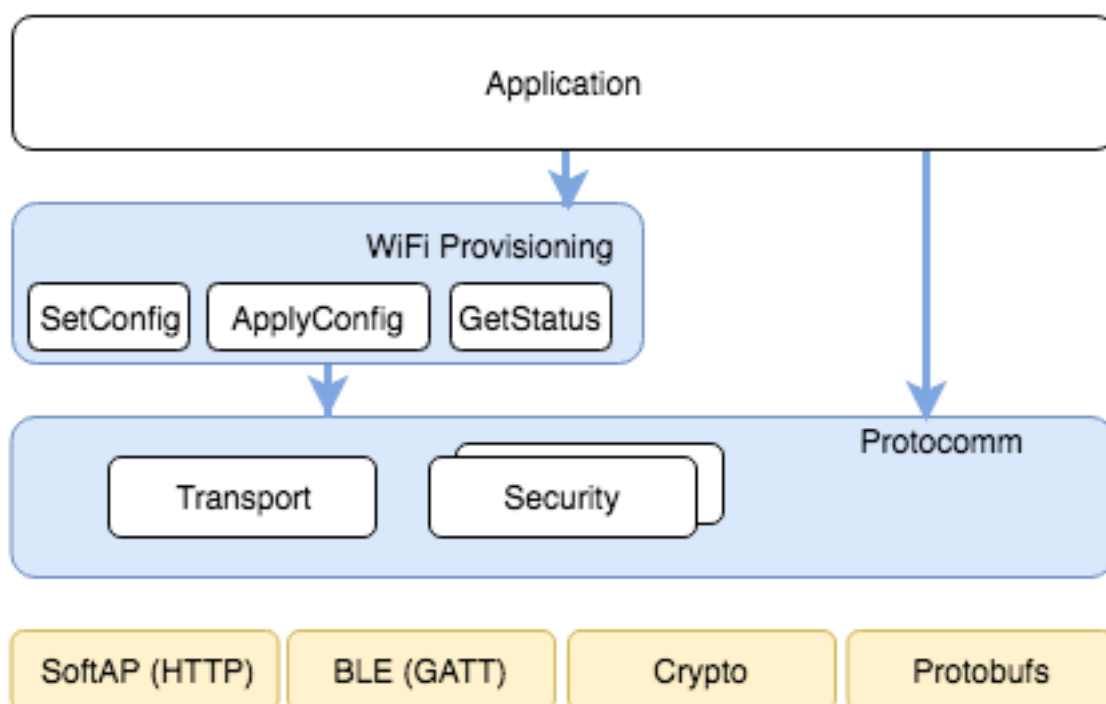 Application
WiFi Provisioning
SetConfig
ApplyConfig
GetStatus
Protocomm
Transport
Security
SoftAP (HTTP)
BLE (GATT)
Crypto
Protobufs